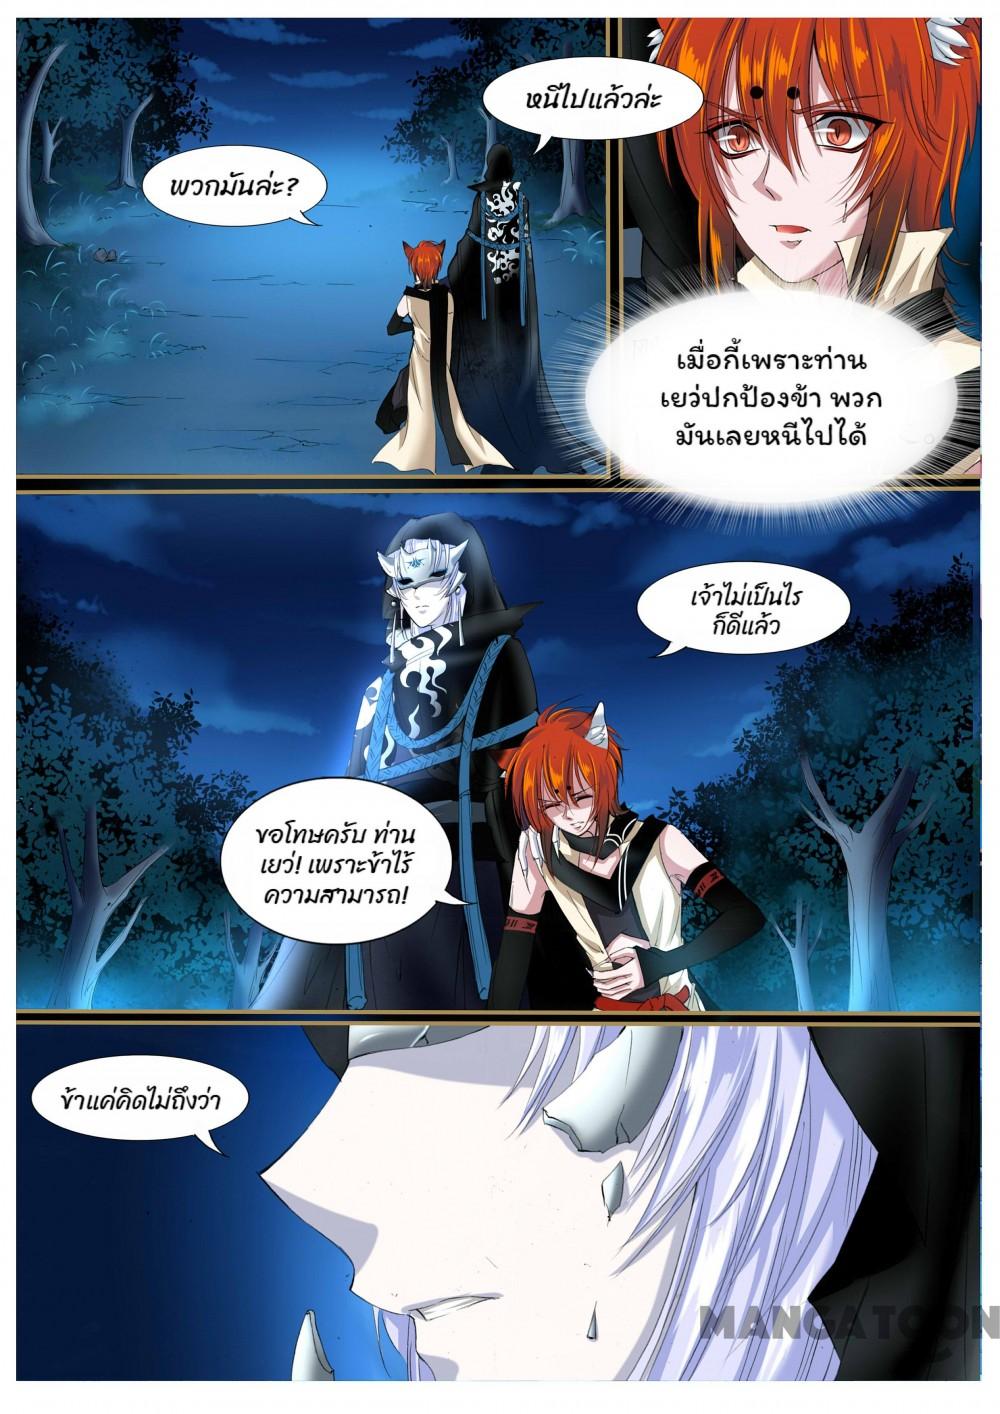 พวกมันล่ะ?
หนีไปแล้วล่ะ
เมื่อกี้เพราะท่าน
เยว่ปกป้องข้า พวก
มันเลยหนีไปได้
เจ้าไม่เป็นไร
ก็ดีแล้ว
ขอโทษครับ ท่าน
เยว่! เพราะข้าไร้
ความสามารถ!
ข้าแค่คิดไม่ถึงว่า
MANGATOON